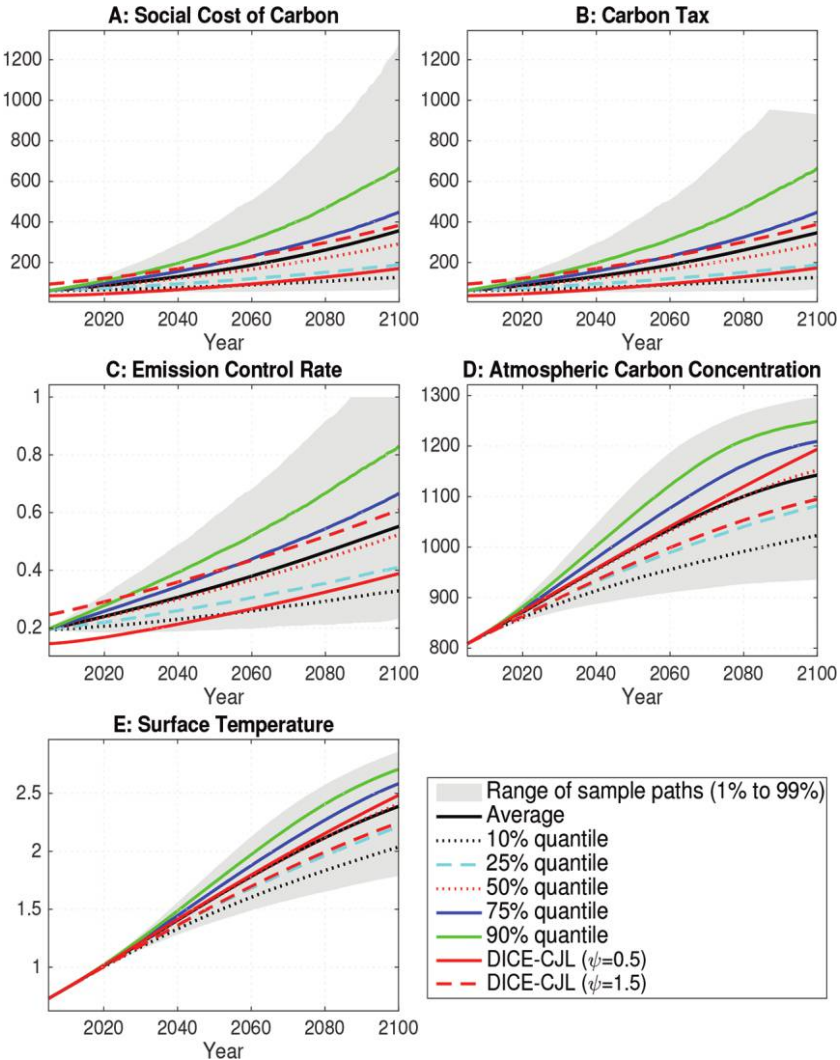 A: Social Cost of Carbon
1200
1000
800
600
400
200
2020 2040 2060 2080 2100
Year
B: Carbon Tax
1200
1000
800
600
400
200
2020 2040 2060 2080 2100
Year
C: Emission Control Rate
1
0.8
0.6
0.4
0.2
2020 2040 2060 2080 2100
Year
D: Atmospheric Carbon Concentration
1300
1200
1100
1000
900
800
2020 2040 2060 2080 2100
Year
E: Surface Temperature
2.5
2
1.5
1
2020 2040 2060 2080 2100
Year
Range of sample paths (1% to 99%)
Average
10% quantile
25% quantile
50% quantile
75% quantile
90% quantile
DICE-CJL (ψ=0.5)
DICE-CJL (ψ=1.5)